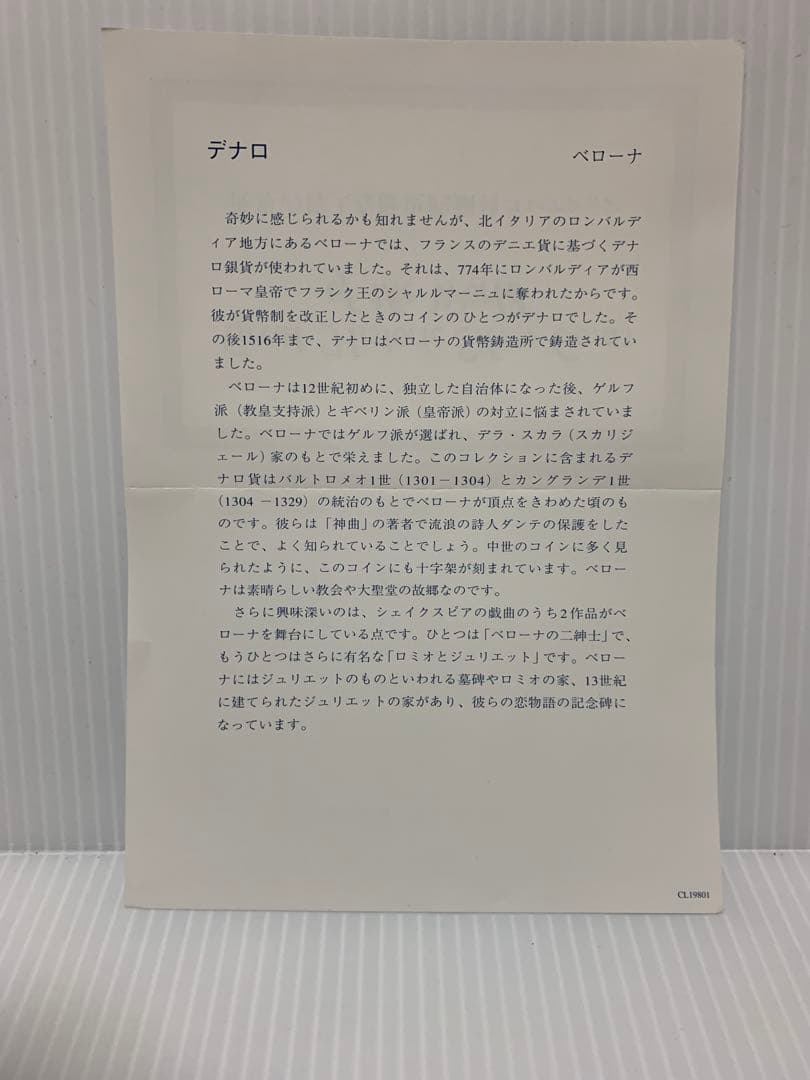 デナロ
ベローナ
奇妙に感じられるかも知れませんが、北イタリアのロンバルデ
ィア地方にあるベローナでは、フランスのデニエ貨に基づくデナ
ロ銀貨が使われていました。それは、774年にロンバルディアが西
ローマ皇帝でフランク王のシャルルマーニュに奪われたからです。
彼が貨幣制を改正したときのコインのひとつがデナロでした。そ
の後1516年まで、デナロはベローナの貨幣鋳造所で鋳造されてい
ました。
ベローナは12世紀初めに、独立した自治体になった後、ゲルフ
派（教皇支持派）とギベリン派（皇帝派）の対立に悩まされていま
した。ベローナではゲルフ派が選ばれ、デラ・スカラ（スカリジ
ェール）家のもとで栄えました。このコレクションに含まれるデ
ナロ貨はバルトロメオ1世（1301－1304）とカングランデ1世
（1304 －1329）の統治のもとでベローナが頂点をきわめた頃のも
のです。彼らは「神曲」の著者で流浪の詩人ダンテの保護をした
ことで、よく知られていることでしょう。中世のコインに多く見
られたように、このコインにも十字架が刻まれています。ベロー
ナは素晴らしい教会や大聖堂の故郷なのです。
さらに興味深いのは、シェイクスピアの戯曲のうち2作品がベ
ローナを舞台にしている点です。ひとつは「ベローナの二紳士」で、
もうひとつはさらに有名な「ロミオとジュリエット」です。ベロー
ナにはジュリエットのものといわれる墓碑やロミオの家、13世紀
に建てられたジュリエットの家があり、彼らの恋物語の記念碑に
なっています。
CL19801